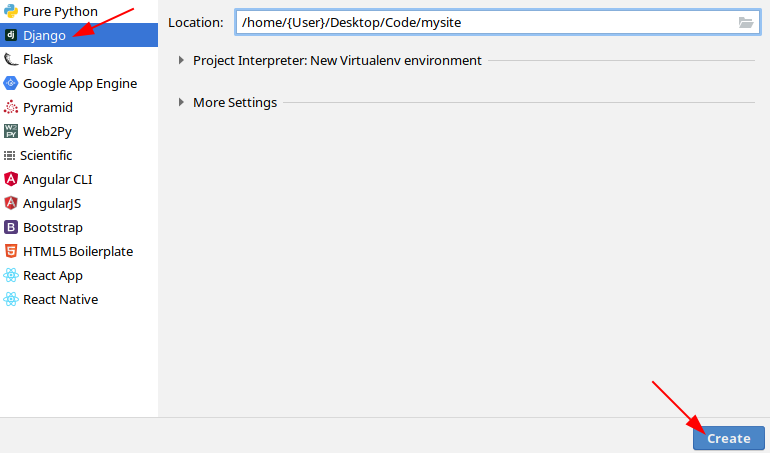 Pure Python
Django
Flask
Google App Engine
Pyramid
Web2Py
Scientific
Angular CLI
AngularJS
Bootstrap
HTML5 Boilerplate
React App
React Native
Location: /home/{User}/Desktop/Code/mysite
Project Interpreter: New Virtualenv environment
More Settings
Create